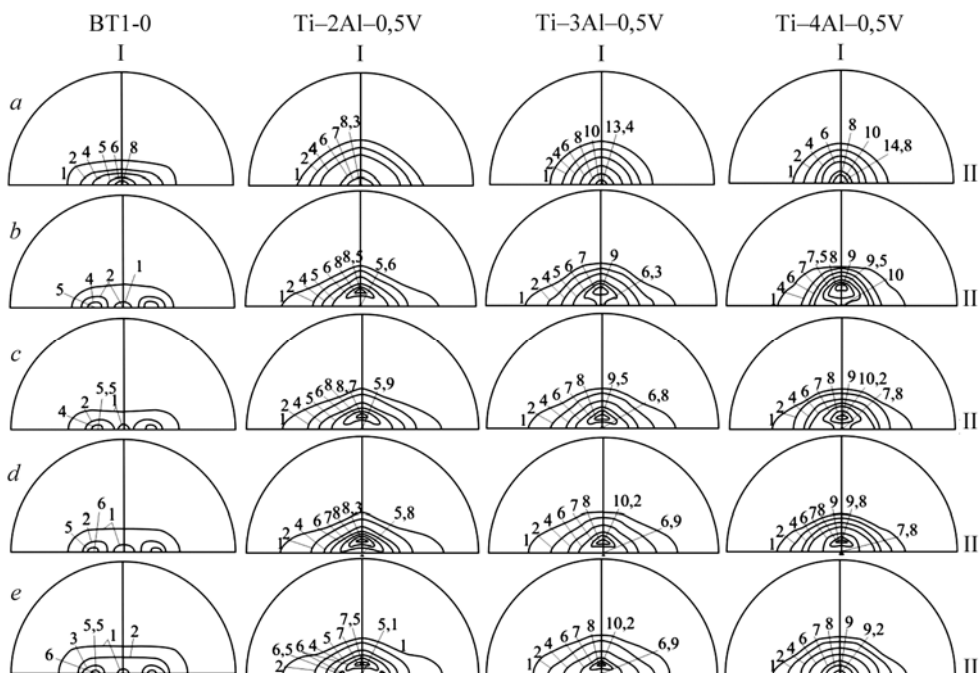 BT1-0 Ti–2Al–0,5V Ti–3Al–0,5V Ti–4Al–0,5V
I I I I
a
1 2 4 5 6 8
1 2 4 6 7 8,3
1 2 4 6 8 10 13,4
1 2 4 6 8 10 14,8
II
b
5 4 2 1
1 2 4 5 6 8 8,5 5,6
1 2 4 5 6 7 9 6,3
1 4 6 7 7,5 8 9 9,5 10
II
c
4 2 5,5 1
1 2 4 5 6 8 8,7 5,9
1 2 4 6 7 8 9,5 6,8
1 2 4 6 7 8 9 10,2 7,8
II
d
5 2 6 1
1 2 4 6 7 8 8,3 5,8
1 2 4 6 7 8 10,2 6,9
1 2 4 6 7 8 9 9,8 7,8
II
e
6 3 5,5 1 2
2 6,5 6 4 5 7 7,5 5,1 1
1 2 4 6 7 8 10,2 6,9
1 2 4 6 7 8 9 9,2
II